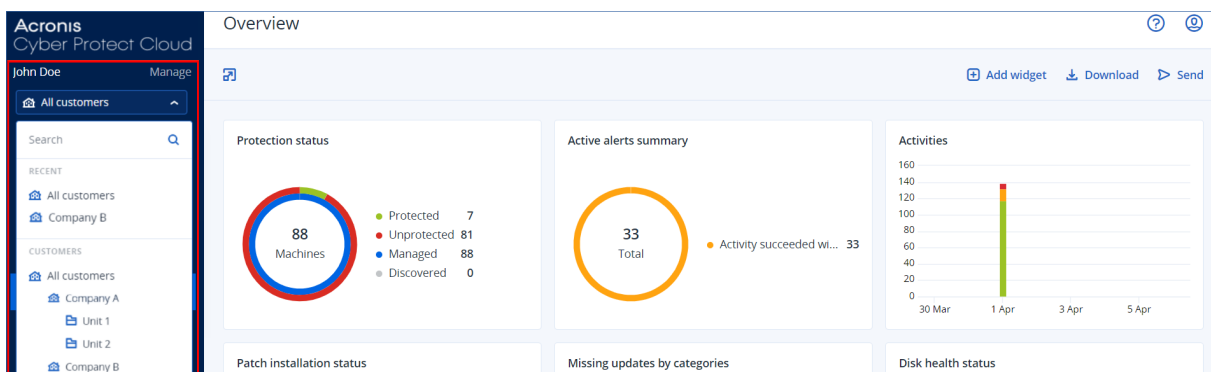 Acronis
Cyber Protect Cloud
John Doe Manage
All customers
Search
RECENT
All customers
Company B
CUSTOMERS
All customers
Company A
Unit 1
Unit 2
Company B
Overview
Add widget Download Send
Protection status
88
Machines
Protected 7
Unprotected 81
Managed 88
Discovered 0
Active alerts summary
33
Total
Activity succeeded wi... 33
Activities
160
140
120
100
80
60
40
20
0
30 Mar 1 Apr 3 Apr 5 Apr
Patch installation status
Missing updates by categories
Disk health status